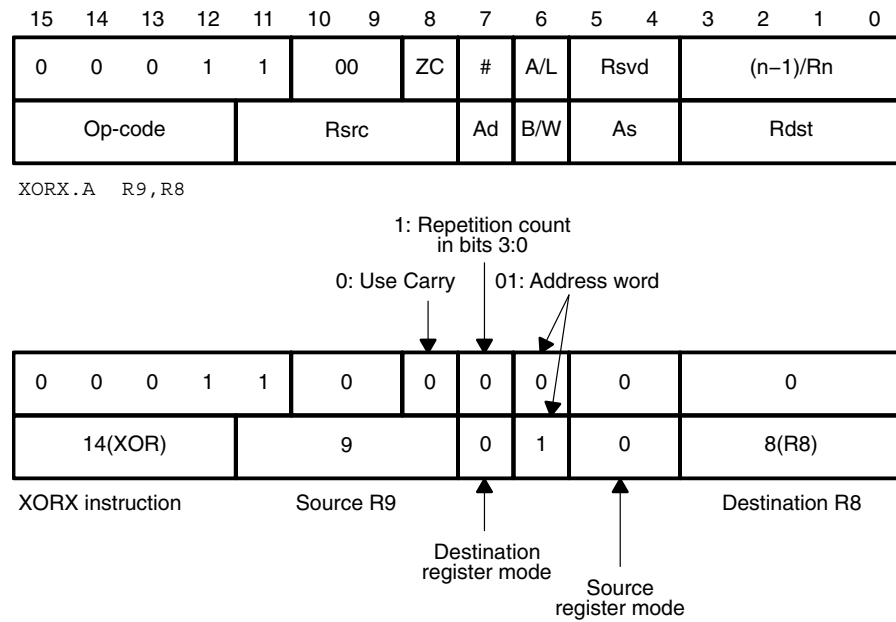 15 14 13 12 11 10 9 8 7 6 5 4 3 2 1 0
0 0 0 1 1 00 ZC # A/L Rsvd (n−1)/Rn
Op-code Rsrc Ad B/W As Rdst
XORX.A R9,R8
1: Repetition count
in bits 3:0
0: Use Carry 01: Address word
0 0 0 1 1 0 0 0 0 0 0
14(XOR) 9 0 1 0 8(R8)
XORX instruction Source R9 Destination R8
Destination
register mode
Source
register mode